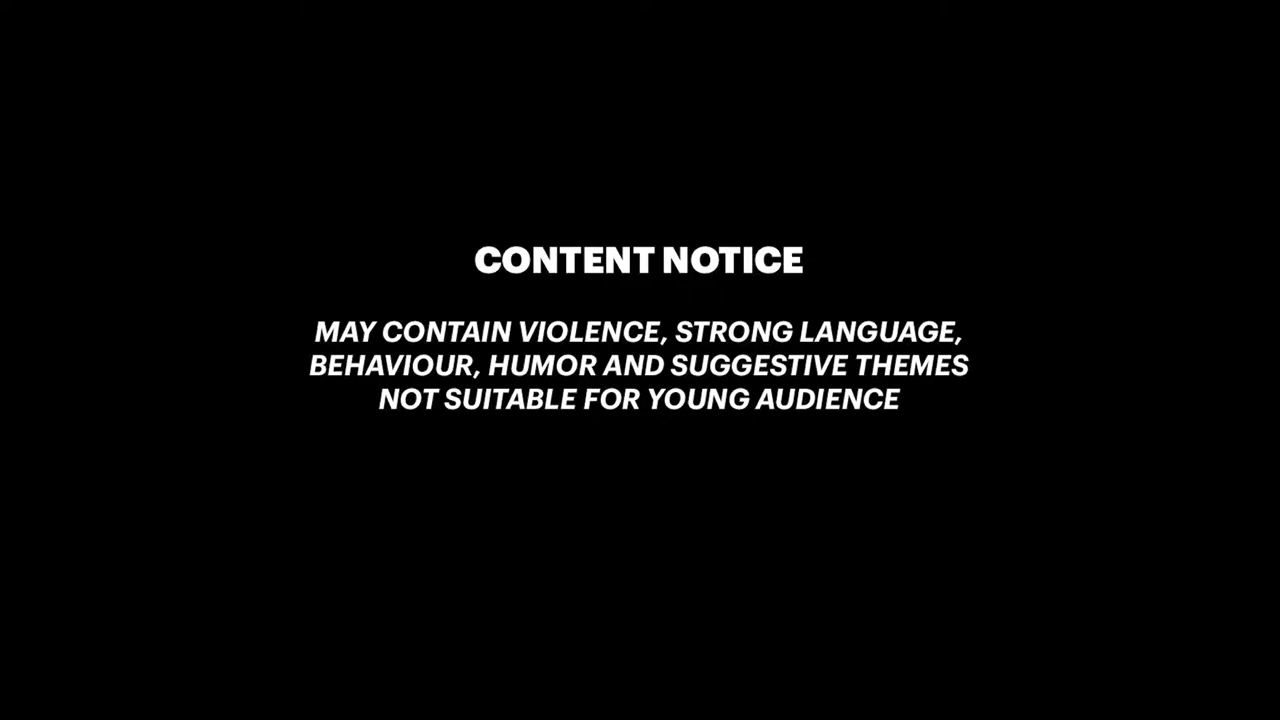 CONTENT NOTICE
MAY CONTAIN VIOLENCE, STRONG LANGUAGE,
BEHAVIOUR, HUMOR AND SUGGESTIVE THEMES
NOT SUITABLE FOR YOUNG AUDIENCE